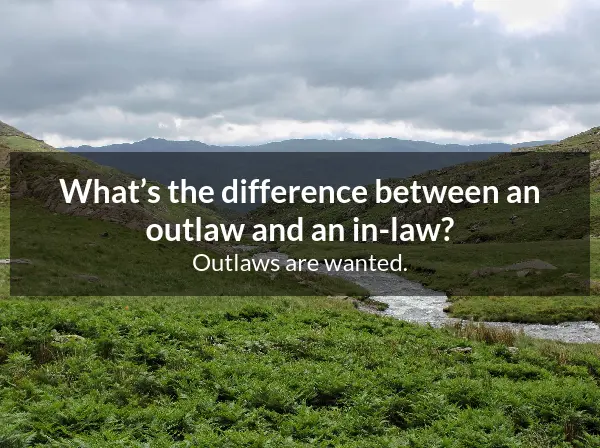 What’s the difference between an
outlaw and an in-law?
Outlaws are wanted.